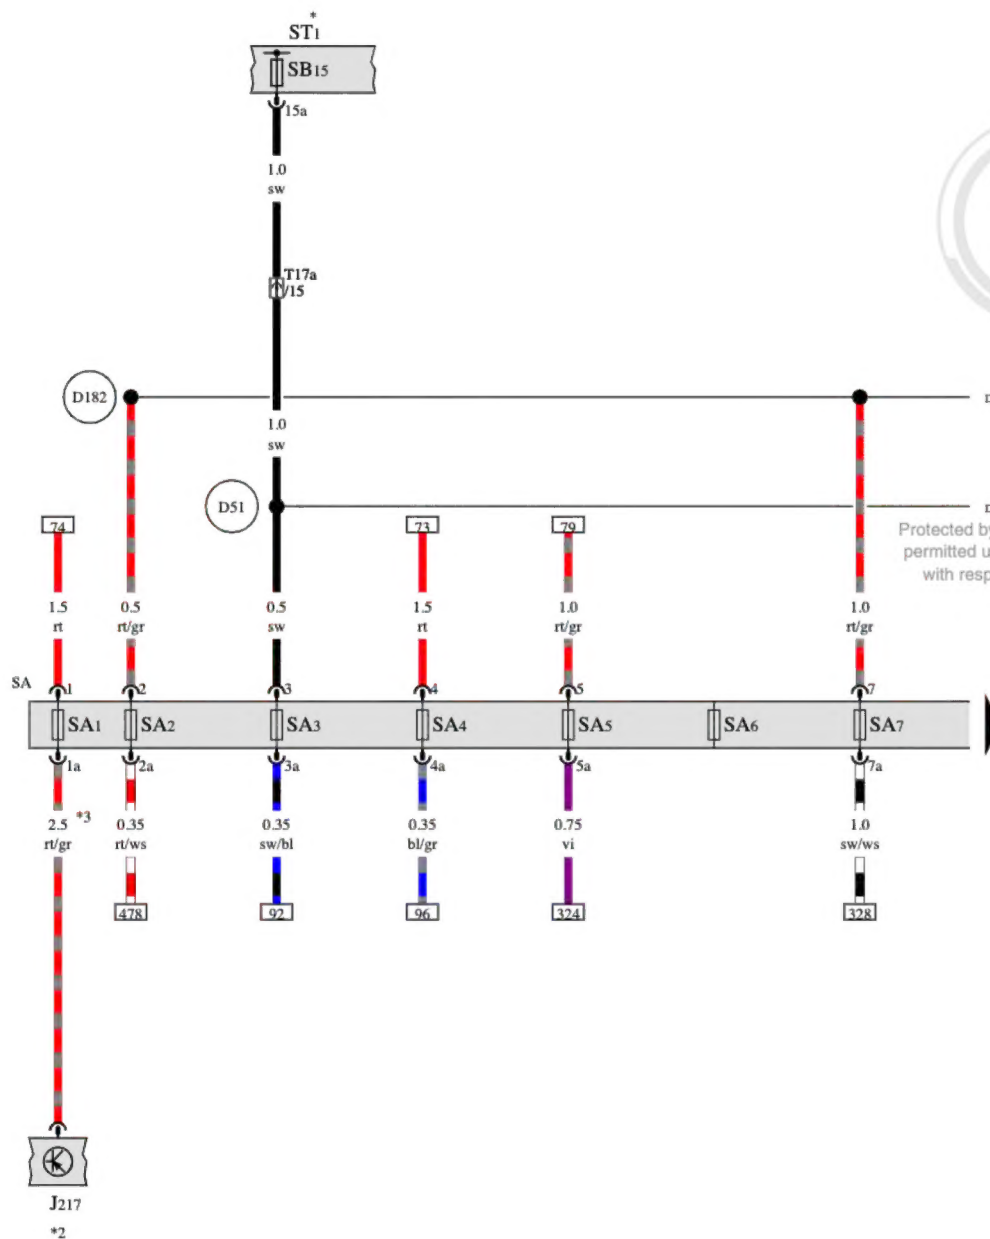 *
ST1
SB15
15a
1.0
sw
T17a
/15
D182
1.0
sw
D51
74
73
79
Protected by
permitted u
with resp
1.5
rt
0.5
rt/gr
0.5
sw
1.5
rt
1.0
rt/gr
1.0
rt/gr
SA
1
2
3
4
5
7
SA1
SA2
SA3
SA4
SA5
SA6
SA7
1a
2a
3a
4a
5a
7a
2.5
rt/gr
*3
0.35
rt/ws
0.35
sw/bl
0.35
bl/gr
0.75
vi
1.0
sw/ws
478
92
96
324
328
J217
*2